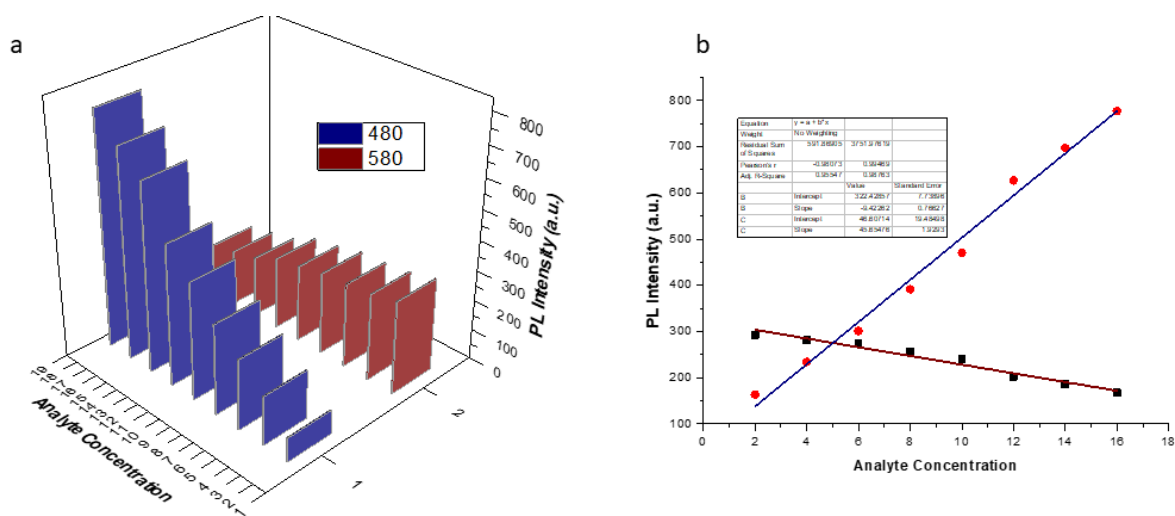 a
480
580
800
700
600
500
400
300
200
100
0
PL Intensity (a.u.)
1
2
Analyte Concentration
b
800
700
600
500
400
300
200
100
0 2 4 6 8 10 12 14 16 18
PL Intensity (a.u.)
Analyte Concentration
Equation y = a + b*x
Weight No Weighting
Residual Sum of Squares 591.86905 3751.97619
Pearson's r -0.98073 0.99469
Adj. R-Square 0.95547 0.98763
Value Standard Error
B Intercept 322.42857 7.73896
B Slope -9.42262 0.76627
C Intercept 46.60714 19.48498
C Slope 45.85476 1.9293